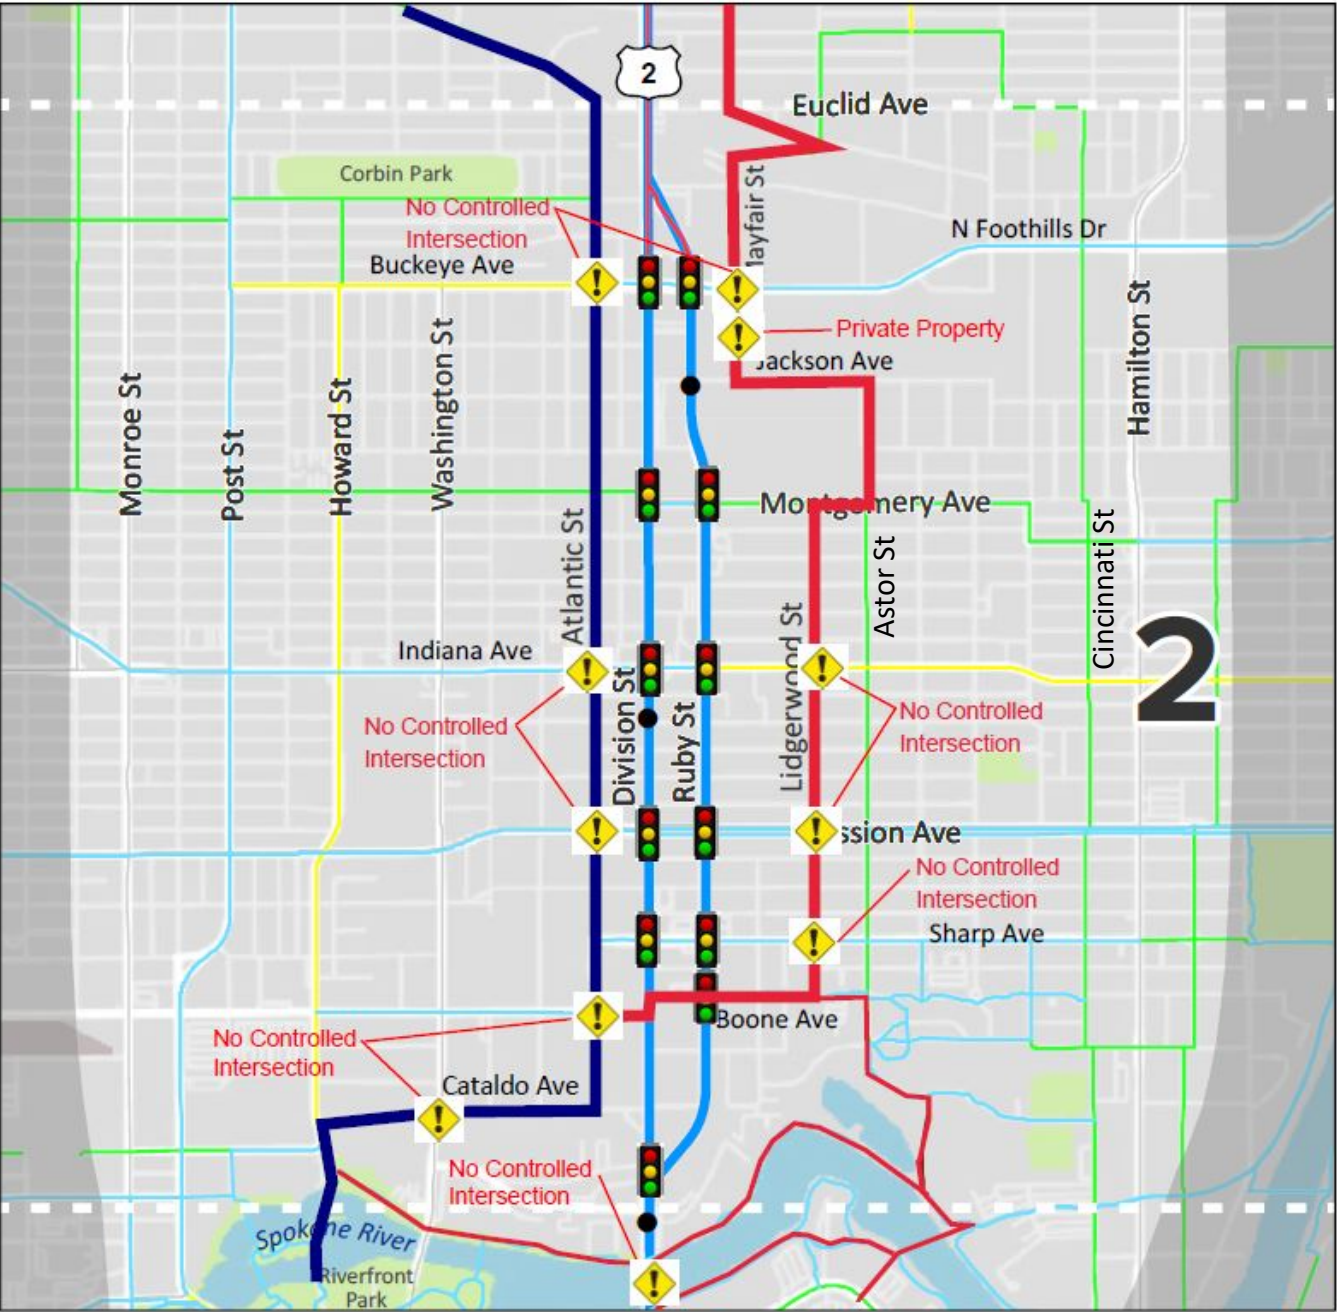 2
Euclid Ave
Corbin Park
Mayfair St
No Controlled
Intersection
N Foothills Dr
Buckeye Ave
Private Property
Jackson Ave
Monroe St
Post St
Howard St
Washington St
Hamilton St
Montgomery Ave
Atlantic St
Astor St
Cincinnati St
Indiana Ave
Lidgerwood St
2
Division St
Ruby St
No Controlled
Intersection
No Controlled
Intersection
ssion Ave
No Controlled
Intersection
Sharp Ave
Boone Ave
No Controlled
Intersection
Cataldo Ave
No Controlled
Intersection
Spokane River
Riverfront
Park